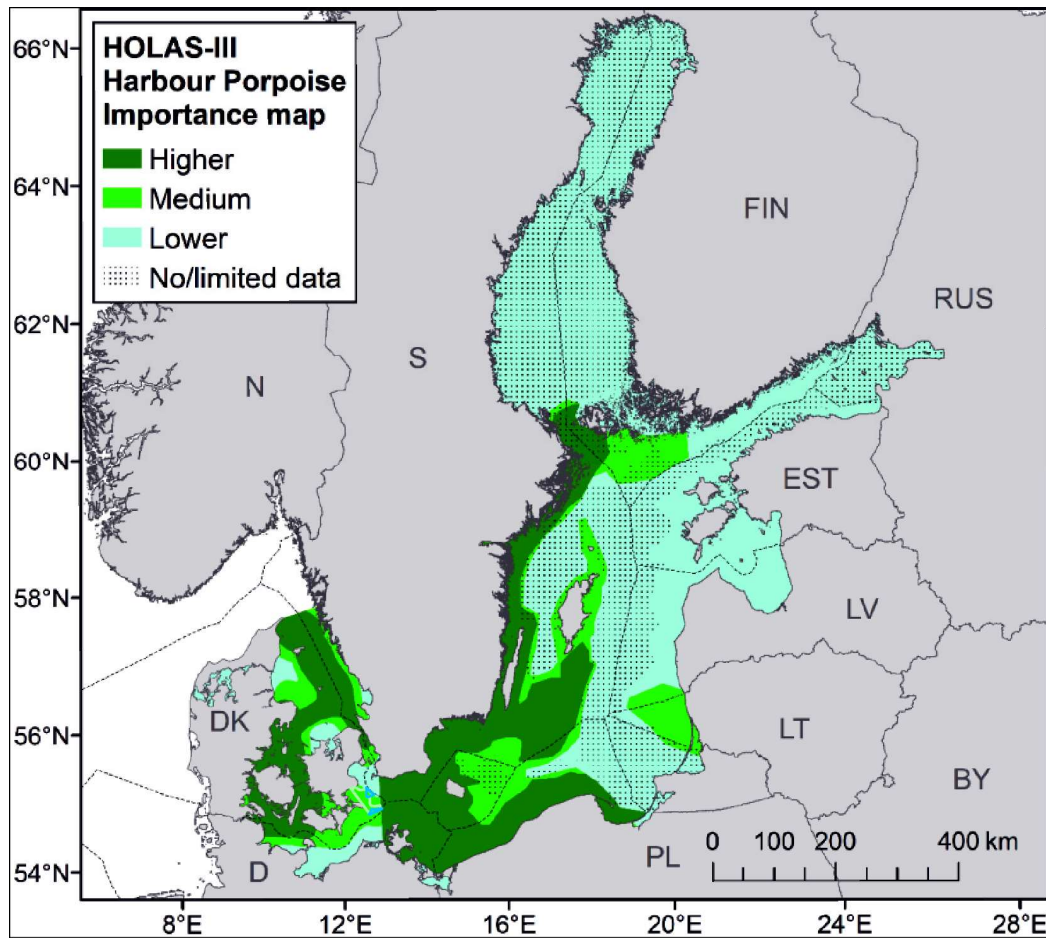 HOLAS-III
Harbour Porpoise
Importance map
Higher
Medium
Lower
No/limited data
66°N
64°N
62°N
60°N
58°N
56°N
54°N
FIN
RUS
S
N
EST
LV
DK
LT
BY
D
PL
0 100 200 400 km
8°E 12°E 16°E 20°E 24°E 28°E